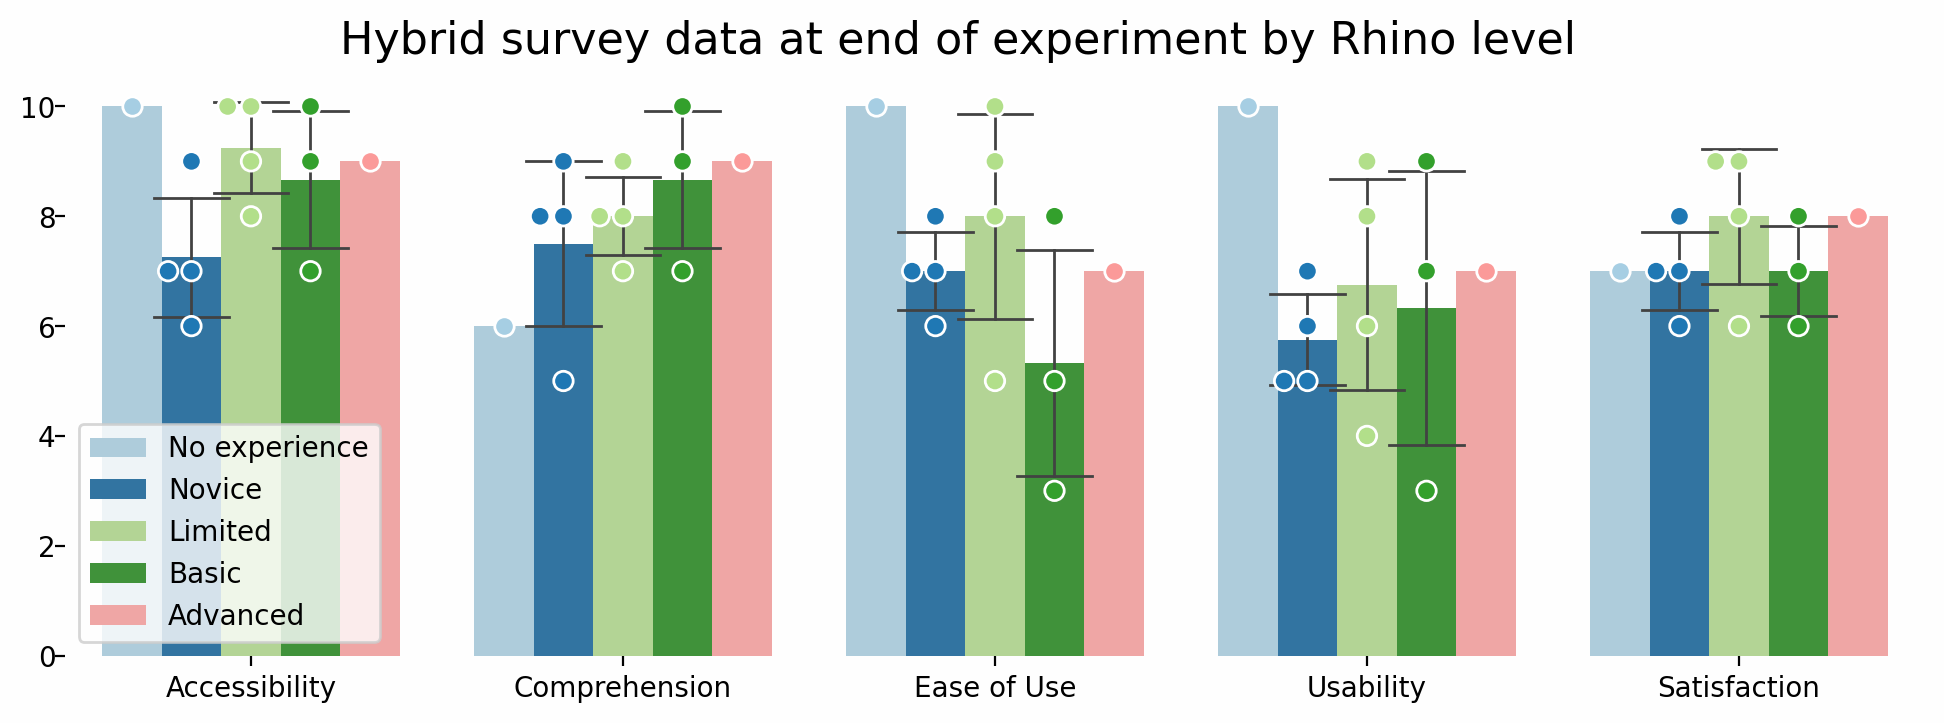 Hybrid survey data at end of experiment by Rhino level
10
8
6
4
2
0
No experience
Novice
Limited
Basic
Advanced
Accessibility
Comprehension
Ease of Use
Usability
Satisfaction